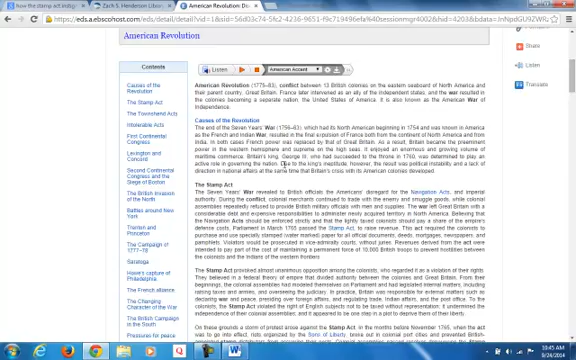 how the stamp act indig
Zach S. Henderson Library
American Revolution: Da
https://eds.a.ebscohost.com/eds/detail/detail?vid=1&sid=56d03c74-5fc2-4236-9651-f9c719496efa%40sessionmgr4002&hid=4203&bdata=
American Revolution
Share
Listen
Translate
Listen
American Accent
Contents
Causes of the Revolution
The Stamp Act
The Townshend Acts
Intolerable Acts
First Continental Congress
Lexington and Concord
Second Continental Congress and the Siege of Boston
The British Invasion of the North
Battles around New York
Trenton and Princeton
The Campaign of 1777-78
Saratoga
Howe's capture of Philadelphia
The French alliance
The Changing Character of the War
The British Campaign in the South
Pressures for peace
American Revolution (1775–83), conflict between 13 British colonies on the eastern seaboard of North America and
their parent country, Great Britain. France later intervened as an ally of the independent states, and the war resulted in
the colonies becoming a separate nation, the United States of America. It is also known as the American War of
Independence.
Causes of the Revolution
The end of the Seven Years' War (1756–63) which had its North American beginning in 1754 and was known in America
as the French and Indian War, resulted in expulsion of France both from the continent of North America and from
India. In both cases French power was replaced by that of Great Britain. As a result, Britain became the preeminent
power in the western hemisphere and supreme on the high seas. It enjoyed an enormous and growing volume of
maritime commerce. Britain's king, George III, who had succeeded to the throne in 1760, was determined to play an
active role in governing the nation. Due to the king's ineptitude, however, the result was political instability and a lack of
direction in national affairs at the same time that Britain's crisis with its American colonies developed.
The Stamp Act
The Seven Years' War revealed to British officials the Americans' disregard for the Navigation Acts, and imperial
authority. During the conflict, colonial merchants continued to trade with the enemy and smuggle goods, while colonial
assemblies repeatedly refused to provide British military officials with men and supplies. The war left Great Britain with
a considerable debt and expensive responsibilities to administer newly acquired territory in North America. Believing that the
Navigation Acts should be enforced strictly and that the lightly taxed colonists should pay a share of the empire's
defense costs, Parliament in March 1765 passed the Stamp Act, to raise revenue. This act required the colonists to
purchase and use specially stamped (water marked) paper for all official documents, deeds, mortgages, newspapers, and
pamphlets. Violators would be prosecuted in vice-admiralty courts, without juries. Revenues derived from the act were
intended to pay part of the cost of maintaining a permanent force of 10,000 British troops to prevent hostilities between
the colonists and the Indians of the western frontiers
The Stamp Act provoked almost unanimous opposition among the colonists, who regarded it as a violation of their rights.
They believed in a federal theory of empire that divided authority between the colonies and Great Britain. From their
beginnings, the colonial assemblies had modeled themselves on Parliament and had legislated internal matters, including
raising taxes and armies, and overseeing the judiciary. In practice, Britain was responsible for external matters such as
declaring war and peace, presiding over foreign affairs, and regulating trade, Indian affairs, and the post office. To the
colonists, the Stamp Act violated the right of English subjects not to be taxed without representation. If undermined the
independence of their assemblies, and it appeared to be one step in a plot to deprive them of their liberty.
On these grounds a storm of protest arose against the Stamp Act. In the months before November 1765, when the act
was to go into effect, riots organized by the Sons of Liberty, broke out in colonial port cities and prevented British-
10:45 AM
9/24/2014